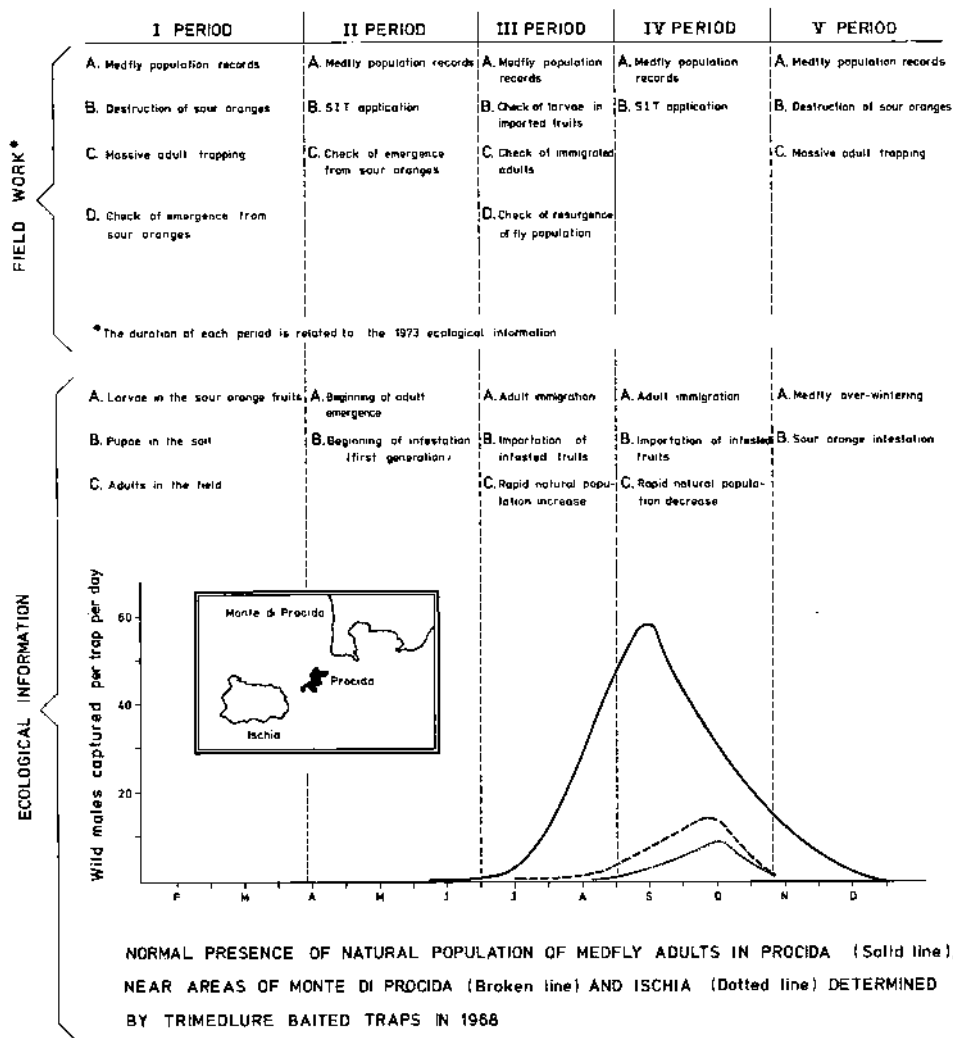 I PERIOD
II PERIOD
III PERIOD
IV PERIOD
V PERIOD
FIELD WORK*
A. Medfly population records
B. Destruction of sour oranges
C. Massive adult trapping
D. Check of emergence from
sour oranges
A. Medfly population records
B. SIT application
C. Check of emergence
from sour oranges
A. Medfly population
records
B. Check of larvae in
imported fruits
C. Check of immigrated
adults
D. Check of resurgence
of fly population
A. Medfly population
records
B. SIT application
A. Medfly population records
B. Destruction of sour oranges
C. Massive adult trapping
*The duration of each period is related to the 1973 ecological information
ECOLOGICAL INFORMATION
A. Larvae in the sour orange fruits
B. Pupae in the soil
C. Adults in the field
A. Beginning of adult
emergence
B. Beginning of infestation
(first generation)
A. Adult immigration
B. Importation of
infested fruits
C. Rapid natural popu-
lation increase
A. Adult immigration
B. Importation of infested
fruits
C. Rapid natural popula-
tion decrease
A. Medfly over-wintering
B. Sour orange infestation
Wild males captured per trap per day
60
40
20
Monte di Procida
Procida
Ischia
F M A M J J A S O N D
NORMAL PRESENCE OF NATURAL POPULATION OF MEDFLY ADULTS IN PROCIDA (Solid line),
NEAR AREAS OF MONTE DI PROCIDA (Broken line) AND ISCHIA (Dotted line) DETERMINED
BY TRIMEDLURE BAITED TRAPS IN 1968